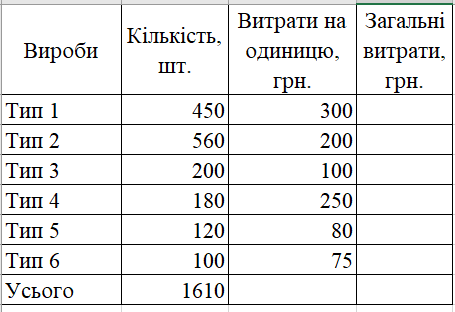 Вироби Кількість, шт. Витрати на одиницю, грн. Загальні витрати, грн.
Тип 1 450 300
Тип 2 560 200
Тип 3 200 100
Тип 4 180 250
Тип 5 120 80
Тип 6 100 75
Усього 1610